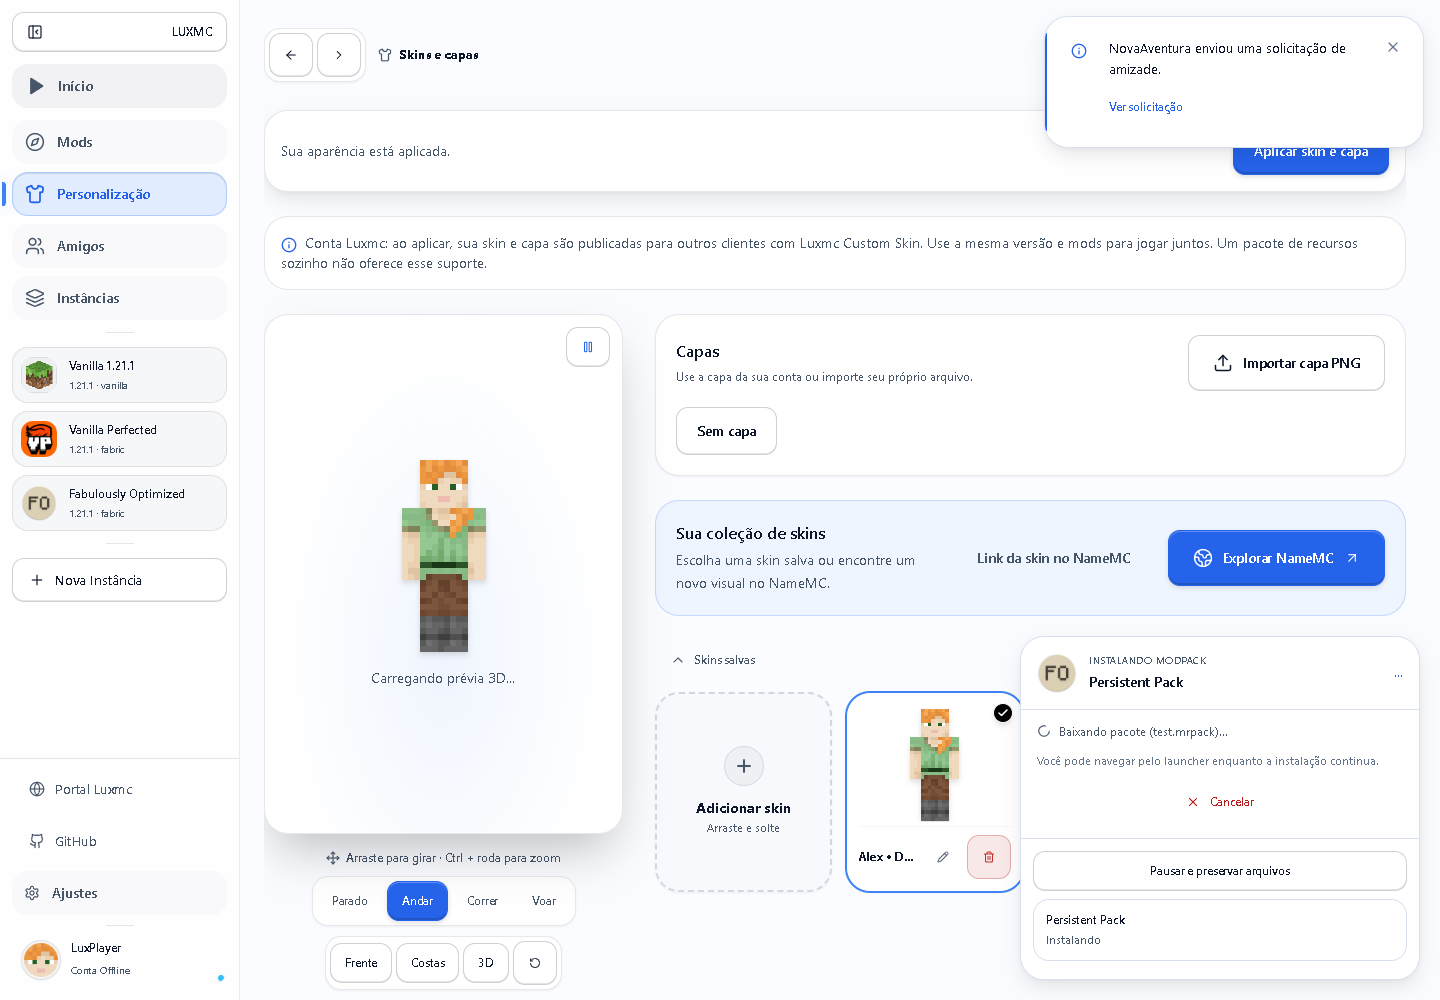 LUXMC
Início
Mods
Personalização
Amigos
Instâncias
Vanilla 1.21.1
1.21.1 · vanilla
Vanilla Perfected
1.21.1 · fabric
Fabulously Optimized
1.21.1 · fabric
Nova Instância
Portal Luxmc
GitHub
Ajustes
LuxPlayer
Conta Offline
Skins e capas
NovaAventura enviou uma solicitação de
amizade.
Ver solicitação
Sua aparência está aplicada.
Aplicar skin e capa
Conta Luxmc: ao aplicar, sua skin e capa são publicadas para outros clientes com Luxmc Custom Skin. Use a mesma versão e mods para jogar juntos. Um pacote de recursos
sozinho não oferece esse suporte.
Carregando prévia 3D...
Arraste para girar · Ctrl + roda para zoom
Parado
Andar
Correr
Voar
Frente
Costas
3D
Capas
Use a capa da sua conta ou importe seu próprio arquivo.
Importar capa PNG
Sem capa
Sua coleção de skins
Escolha uma skin salva ou encontre um
novo visual no NameMC.
Link da skin no NameMC
Explorar NameMC
Skins salvas
Adicionar skin
Arraste e solte
Alex • D...
FO
INSTALANDO MODPACK
Persistent Pack
...
Baixando pacote (test.mrpack)...
Você pode navegar pelo launcher enquanto a instalação continua.
Cancelar
Pausar e preservar arquivos
Persistent Pack
Instalando